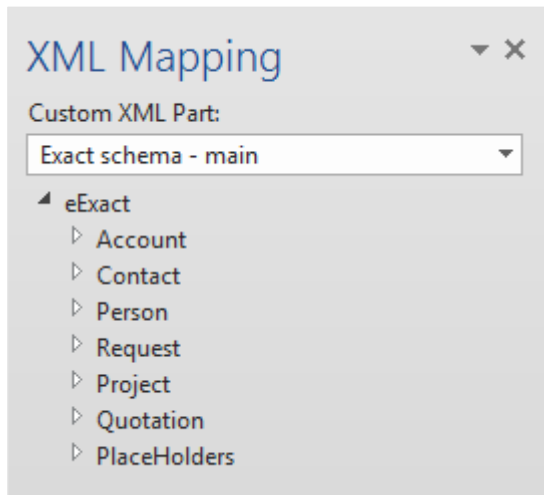 XML Mapping
Custom XML Part:
Exact schema - main
eExact
Account
Contact
Person
Request
Project
Quotation
PlaceHolders